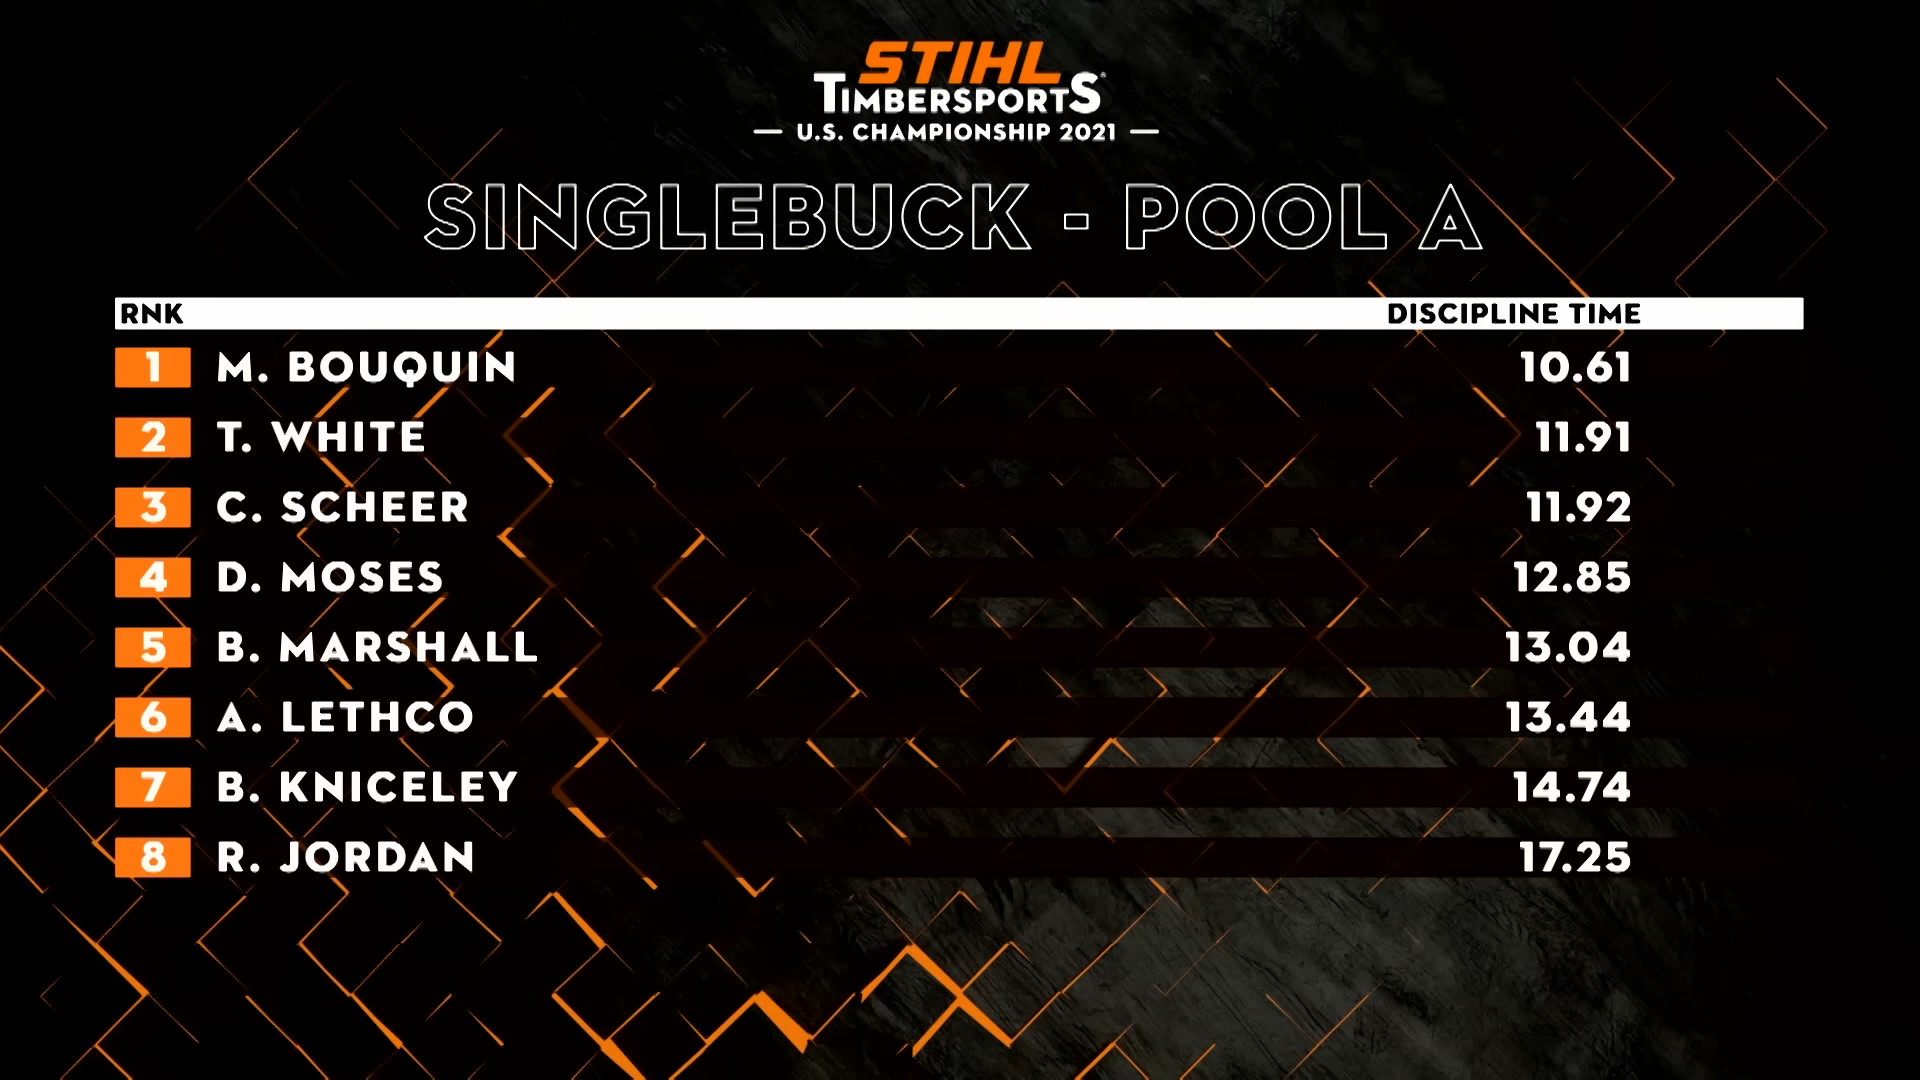 STIHL
TIMBERSPORTS®
— U.S. CHAMPIONSHIP 2021 —
SINGLEBUCK - POOL A
RNK DISCIPLINE TIME
1 M. BOUQUIN 10.61
2 T. WHITE 11.91
3 C. SCHEER 11.92
4 D. MOSES 12.85
5 B. MARSHALL 13.04
6 A. LETHCO 13.44
7 B. KNICELEY 14.74
8 R. JORDAN 17.25